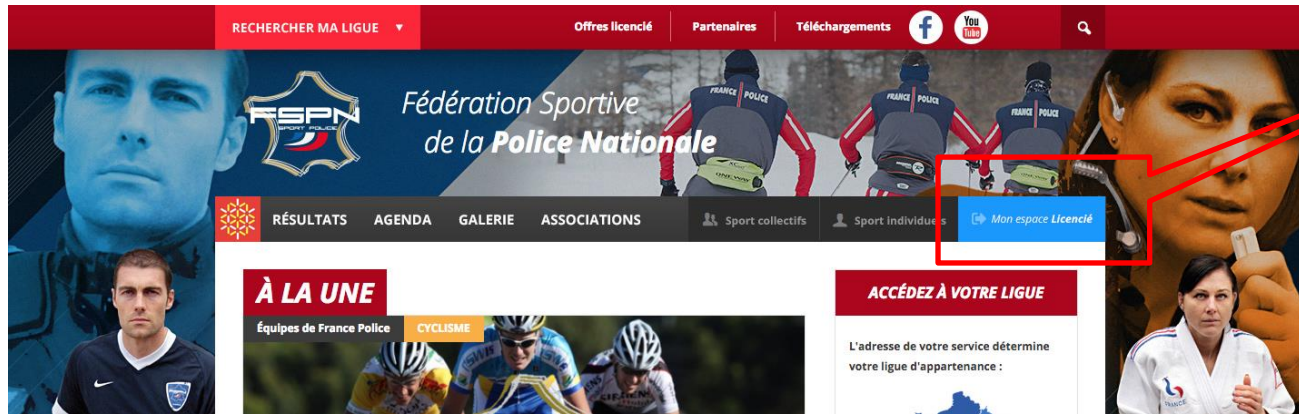 RECHERCHER MA LIGUE
Offres licencié
Partenaires
Téléchargements
You
Tube
FSPN
SPORT POLICE
Fédération Sportive
de la Police Nationale
FRANCE POLICE
FRANCE POLICE
FRANCE POLICE
ONE WAY
RÉSULTATS
AGENDA
GALERIE
ASSOCIATIONS
Sport collectifs
Sport individuels
Mon espace Licencié
À LA UNE
Équipes de France Police
CYCLISME
ACCÉDEZ À VOTRE LIGUE
L'adresse de votre service détermine
votre ligue d'appartenance :
FRANCE